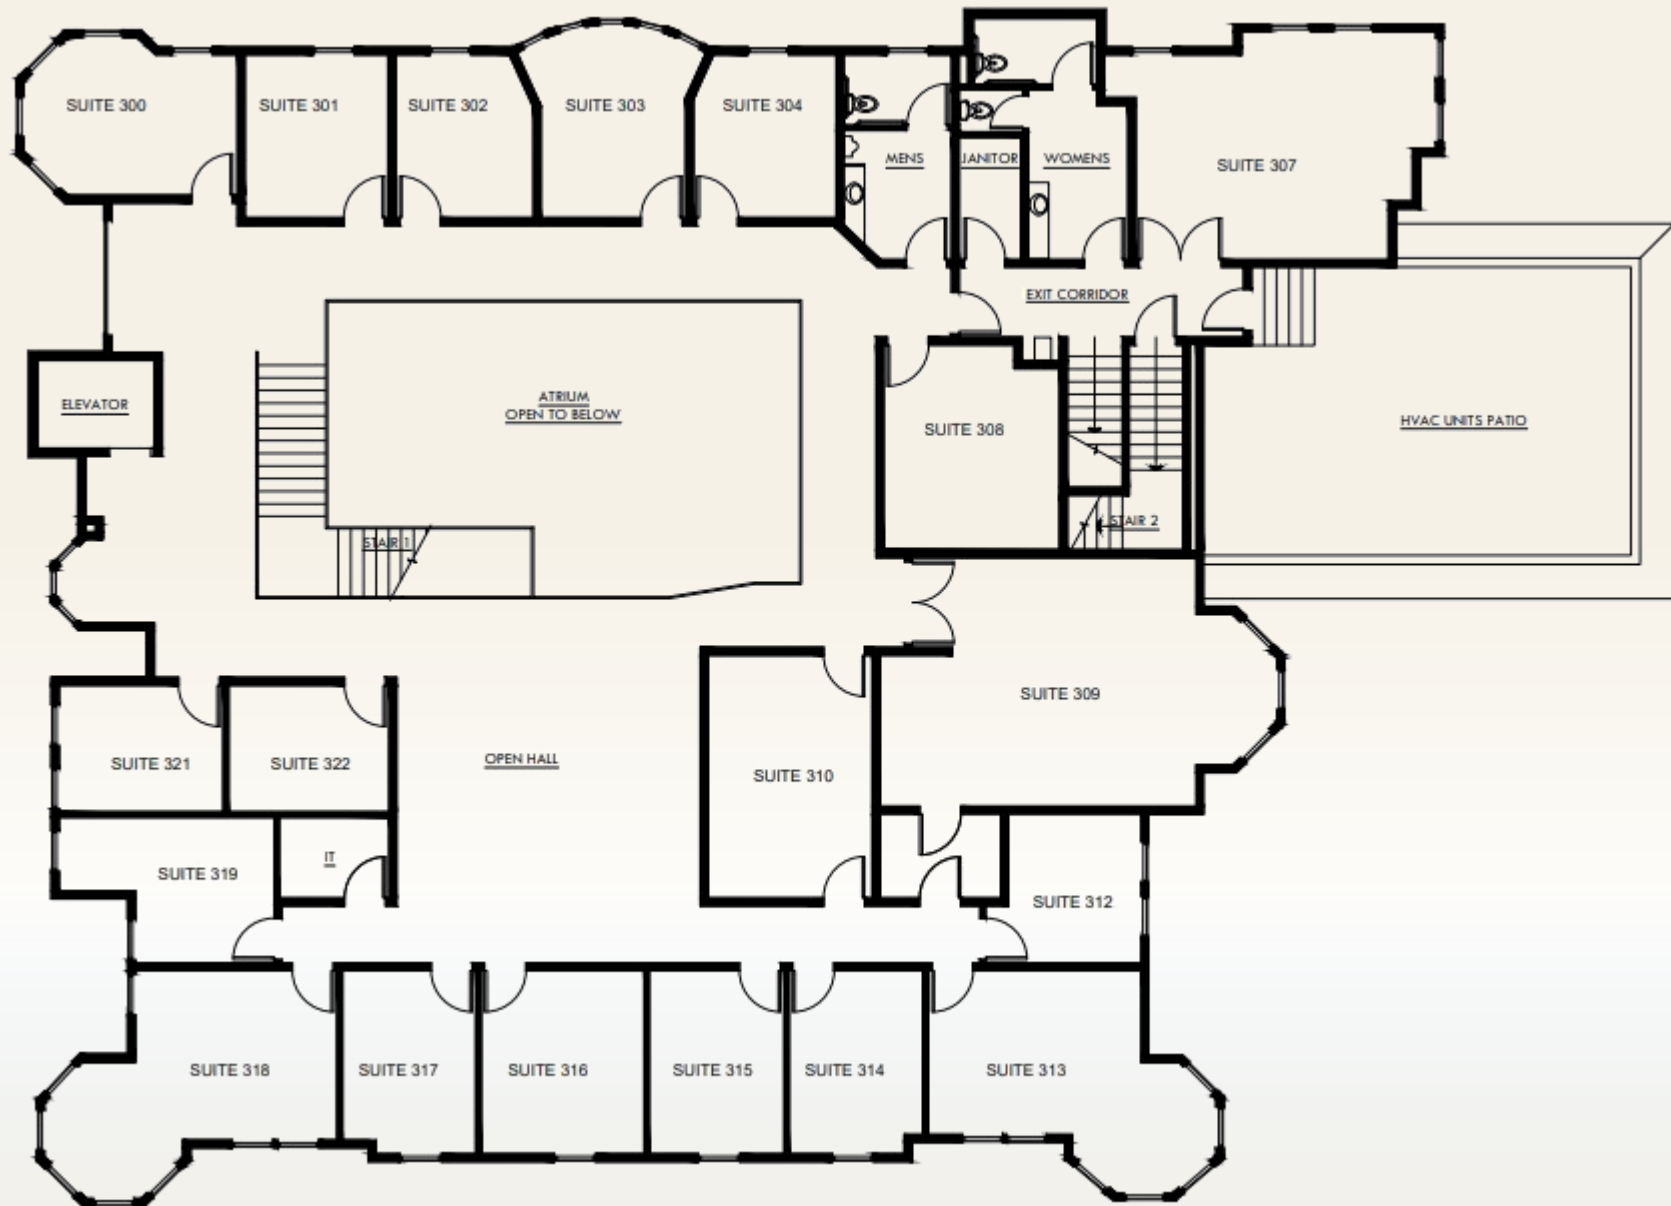 SUITE 300
SUITE 301
SUITE 302
SUITE 303
SUITE 304
MENS
JANITOR
WOMENS
SUITE 307
EXIT CORRIDOR
ELEVATOR
ATRIUM
OPEN TO BELOW
SUITE 308
HVAC UNITS PATIO
STAIR 1
STAIR 2
SUITE 309
SUITE 321
SUITE 322
OPEN HALL
SUITE 310
SUITE 319
IT
SUITE 312
SUITE 318
SUITE 317
SUITE 316
SUITE 315
SUITE 314
SUITE 313